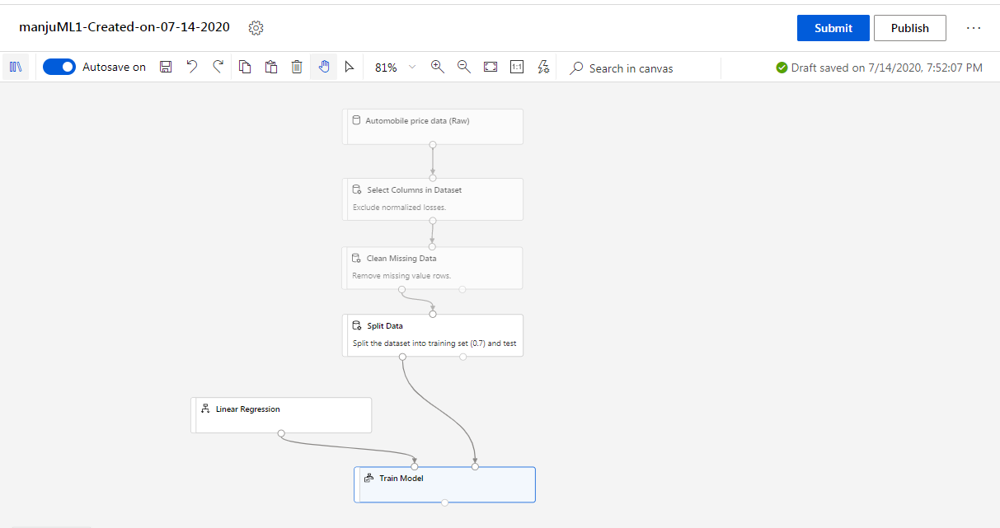 manjuML1-Created-on-07-14-2020
Submit
Publish
Autosave on
81%
1:1
Search in canvas
Draft saved on 7/14/2020, 7:52:07 PM
Automobile price data (Raw)
Select Columns in Dataset
Exclude normalized losses.
Clean Missing Data
Remove missing value rows.
Split Data
Split the dataset into training set (0.7) and test
Linear Regression
Train Model